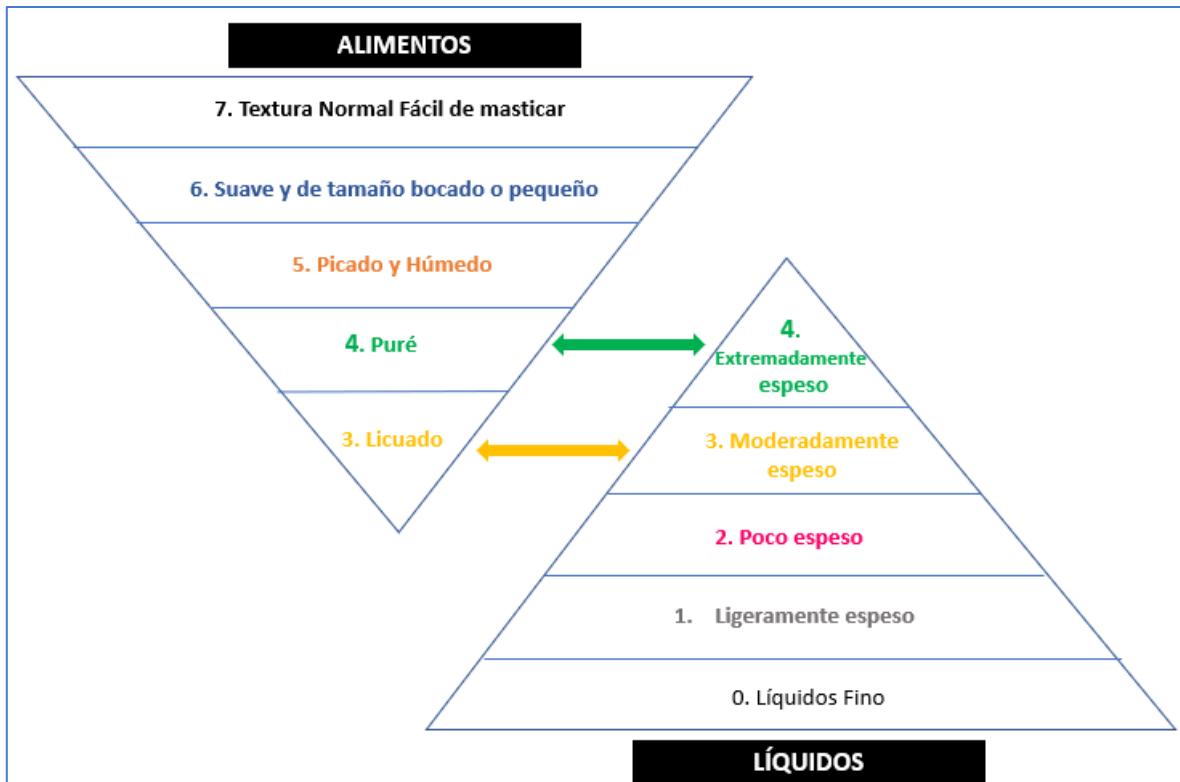 ALIMENTOS
7. Textura Normal Fácil de masticar
6. Suave y de tamaño bocado o pequeño
5. Picado y Húmedo
4. Puré
3. Licuado
4.
Extremadamente
espeso
3. Moderadamente
espeso
2. Poco espeso
1. Ligeramente espeso
0. Líquidos Fino
LÍQUIDOS